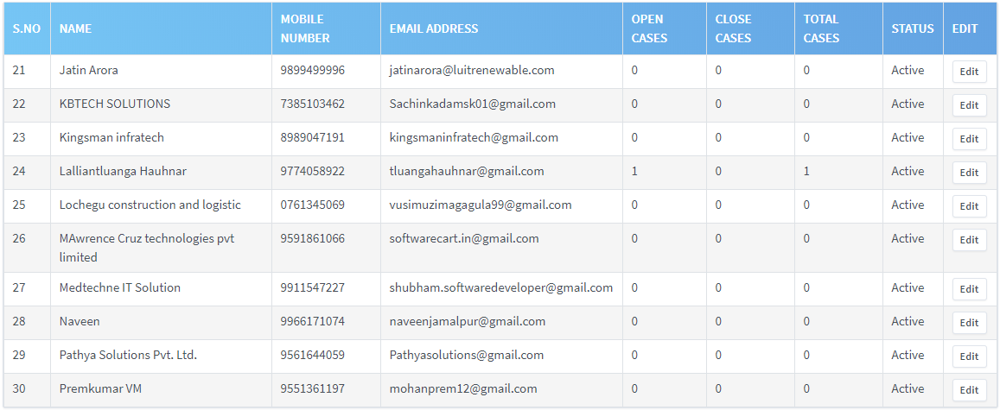 S.NO NAME MOBILE NUMBER EMAIL ADDRESS OPEN CASES CLOSE CASES TOTAL CASES STATUS EDIT
21 Jatin Arora 9899499996 jatinarora@luitrenewable.com 0 0 0 Active Edit
22 KBTECH SOLUTIONS 7385103462 Sachinkadamsk01@gmail.com 0 0 0 Active Edit
23 Kingsman infratech 8989047191 kingsmaninfratech@gmail.com 0 0 0 Active Edit
24 Lalliantluanga Hauhnar 9774058922 tluangahauhnar@gmail.com 1 0 1 Active Edit
25 Lochegu construction and logistic 0761345069 vusimuzimagagula99@gmail.com 0 0 0 Active Edit
26 MAwrence Cruz technologies pvt limited 9591861066 softwarecart.in@gmail.com 0 0 0 Active Edit
27 Medtechne IT Solution 9911547227 shubham.softwaredeveloper@gmail.com 0 0 0 Active Edit
28 Naveen 9966171074 naveenjamalpur@gmail.com 0 0 0 Active Edit
29 Pathya Solutions Pvt. Ltd. 9561644059 Pathyasolutions@gmail.com 0 0 0 Active Edit
30 Premkumar VM 9551361197 mohanprem12@gmail.com 0 0 0 Active Edit